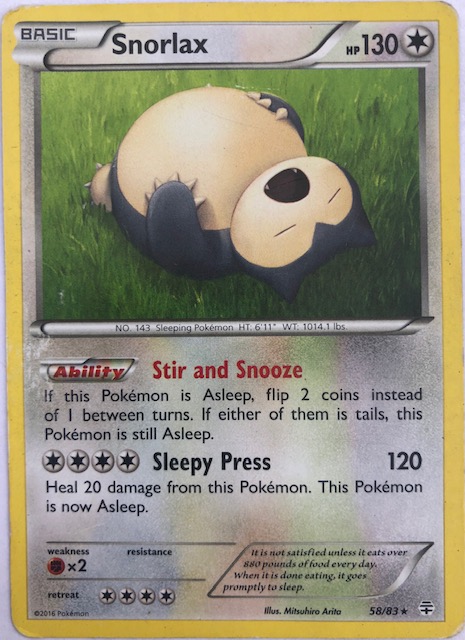 BASIC Snorlax HP130
NO. 143 Sleeping Pokémon HT: 6'11" WT: 1014.1 lbs.
Ability Stir and Snooze
If this Pokémon is Asleep, flip 2 coins instead
of 1 between turns. If either of them is tails, this
Pokémon is still Asleep.
Sleepy Press 120
Heal 20 damage from this Pokémon. This Pokémon
is now Asleep.
weakness resistance
×2
retreat
It is not satisfied unless it eats over
880 pounds of food every day.
When it is done eating, it goes
promptly to sleep.
©2016 Pokémon
Illus. Mitsuhiro Arita
58/83★